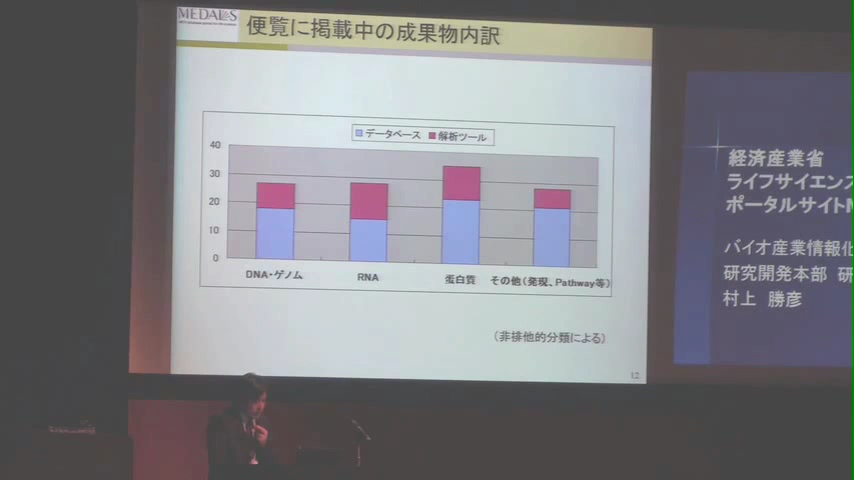 MEDALS
便覧に掲載中の成果物内訳
データベース 解析ツール
40
30
20
10
0
DNA・ゲノム RNA 蛋白質 その他(発現、Pathway等)
(非排他的分類による)
12
経済産業省
ライフサイエンス
ポータルサイト
バイオ産業情報化
研究開発本部 研
村上 勝彦